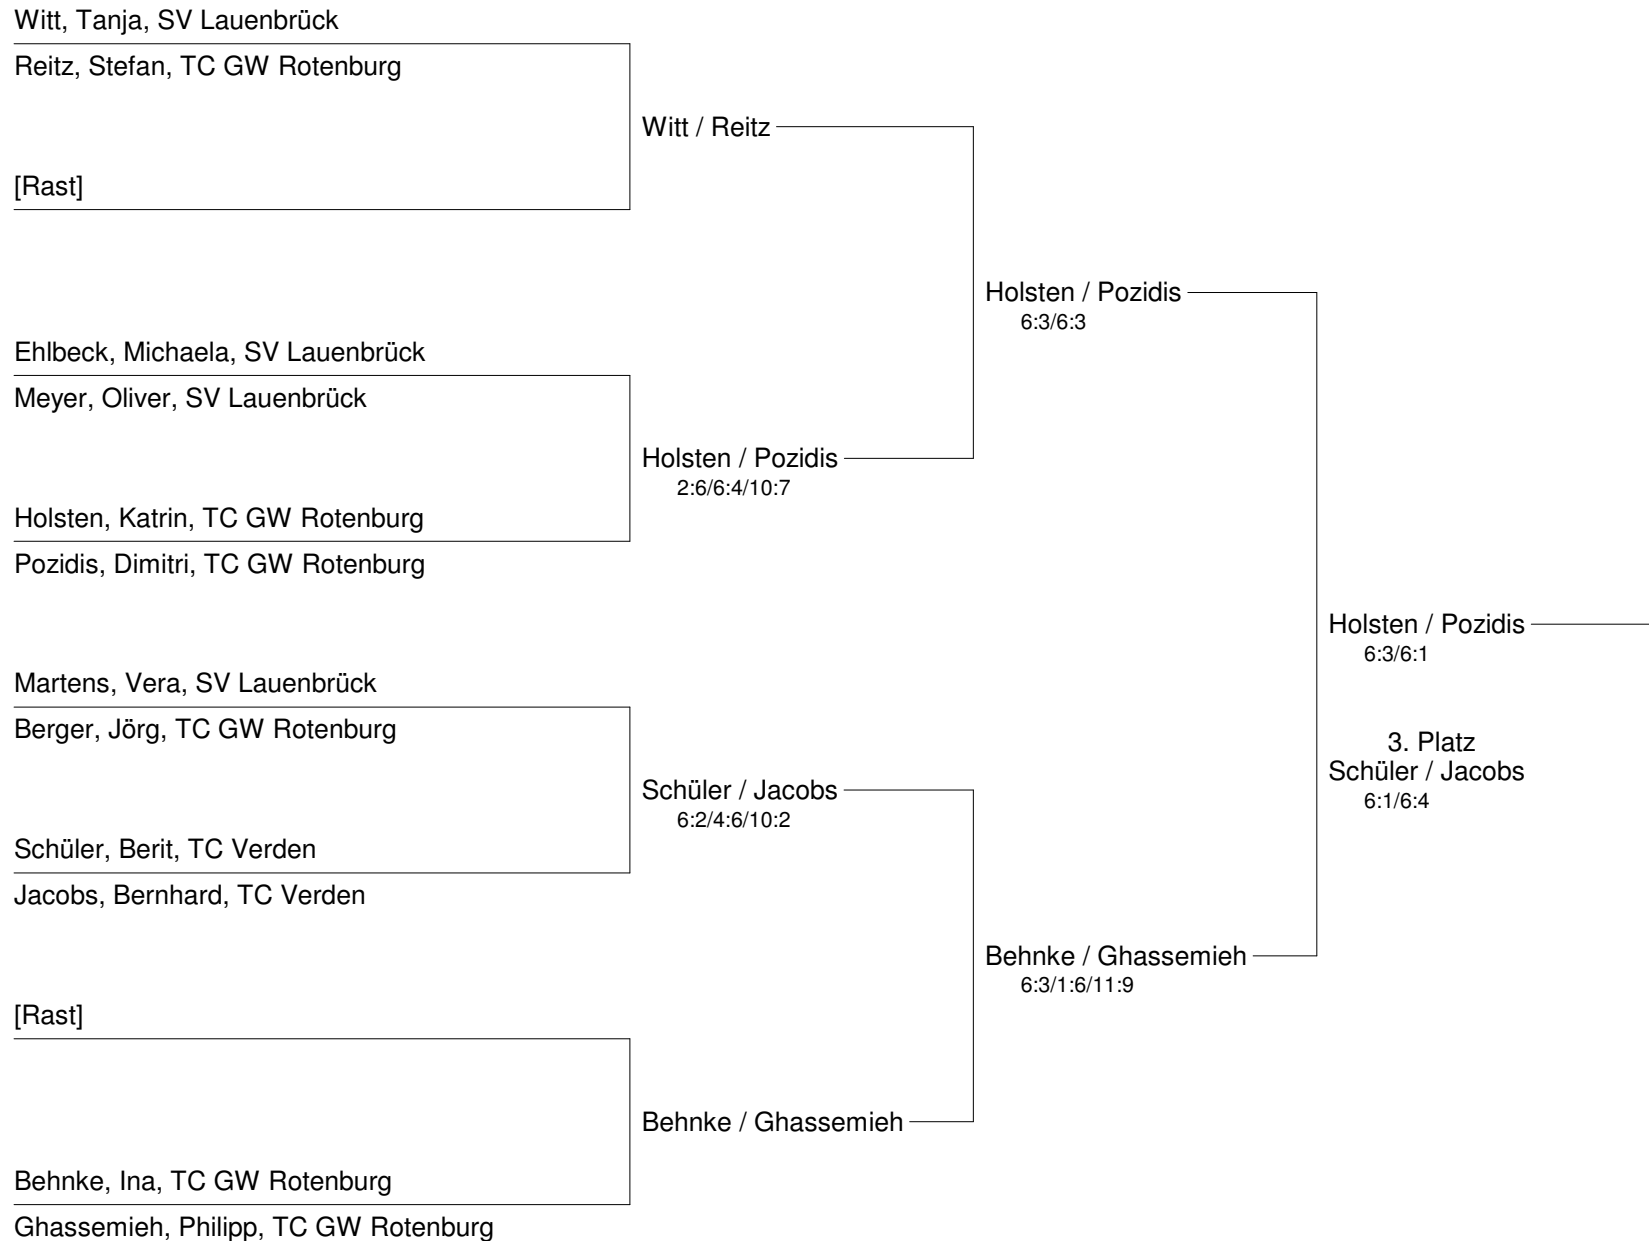 Witt, Tanja, SV Lauenbrück
Reitz, Stefan, TC GW Rotenburg
Witt / Reitz
[Rast]
Holsten / Pozidis
6:3/6:3
Ehlbeck, Michaela, SV Lauenbrück
Meyer, Oliver, SV Lauenbrück
Holsten / Pozidis
2:6/6:4/10:7
Holsten, Katrin, TC GW Rotenburg
Pozidis, Dimitri, TC GW Rotenburg
Holsten / Pozidis
6:3/6:1
Martens, Vera, SV Lauenbrück
Berger, Jörg, TC GW Rotenburg
3. Platz
Schüler / Jacobs
6:1/6:4
Schüler / Jacobs
6:2/4:6/10:2
Schüler, Berit, TC Verden
Jacobs, Bernhard, TC Verden
Behnke / Ghassemieh
6:3/1:6/11:9
[Rast]
Behnke / Ghassemieh
Behnke, Ina, TC GW Rotenburg
Ghassemieh, Philipp, TC GW Rotenburg